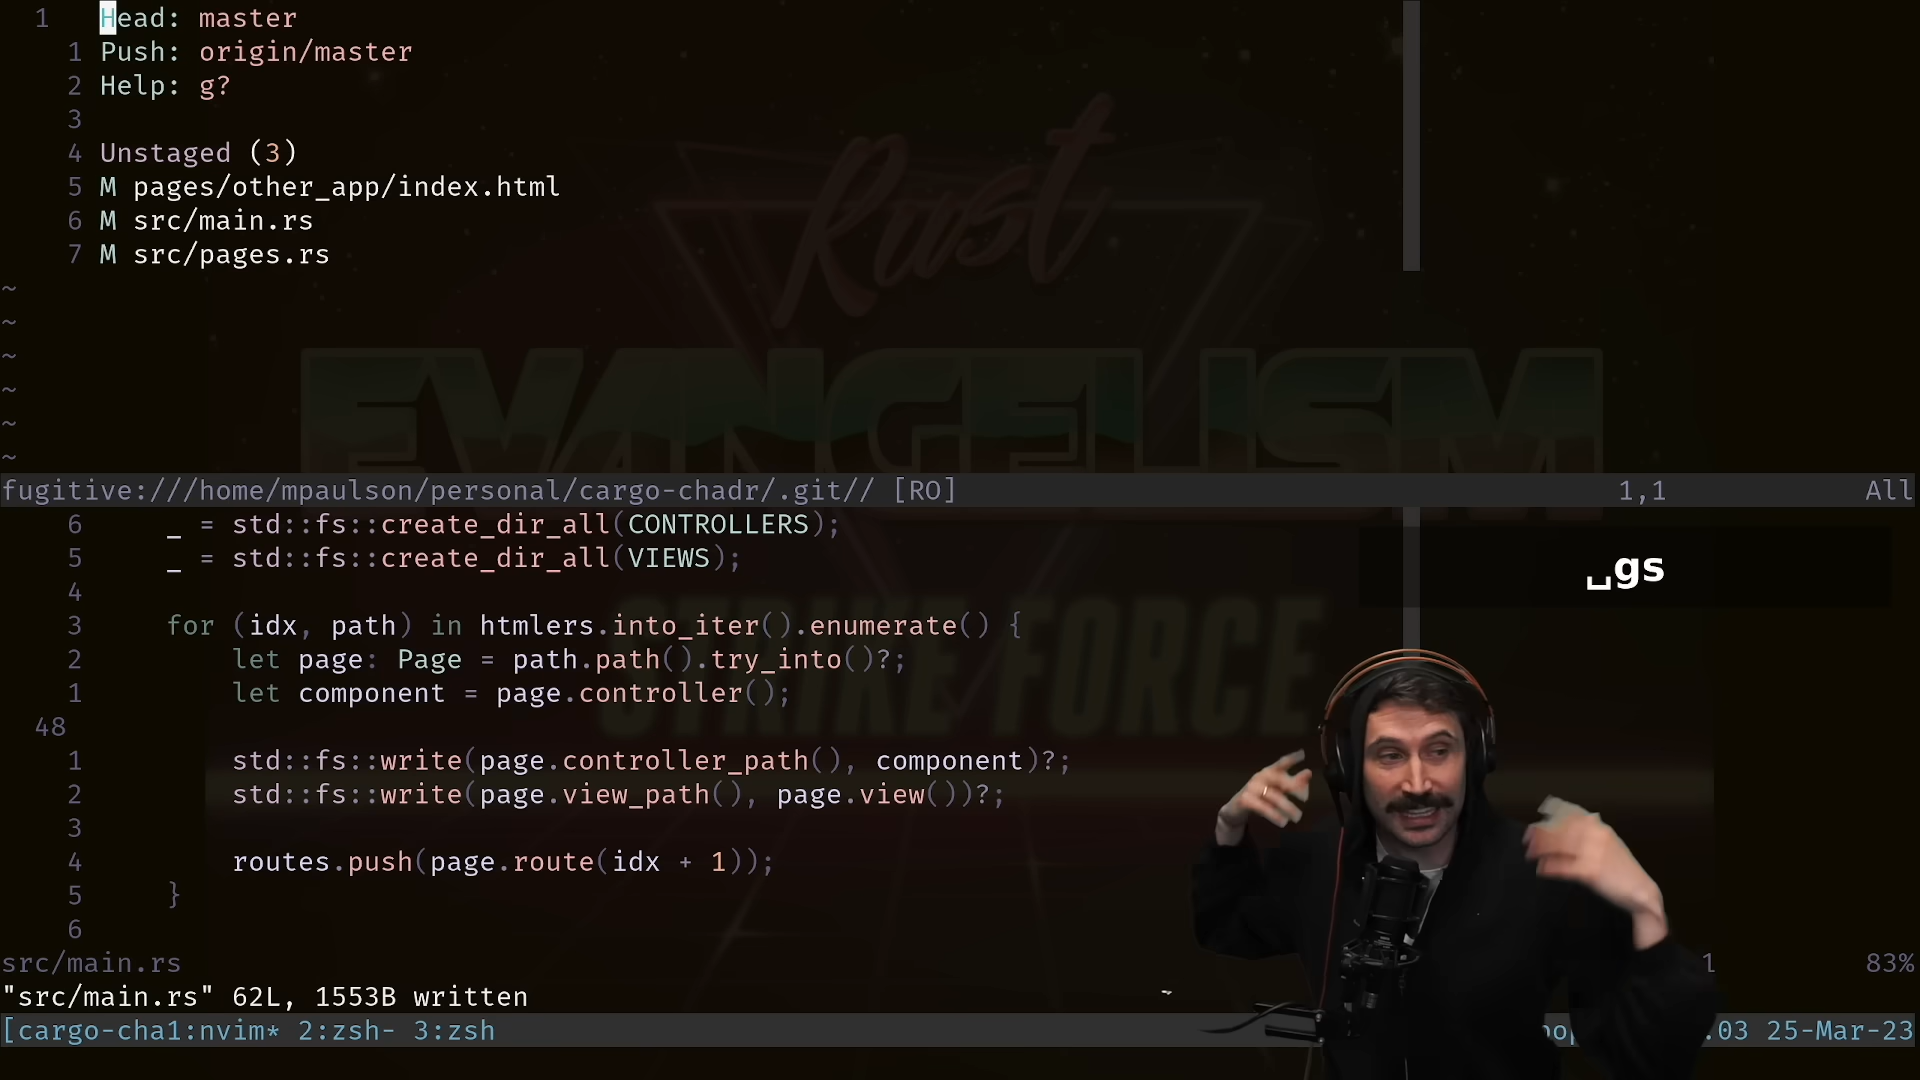 1 Head: master
1 Push: origin/master
2 Help: g?
3
4 Unstaged (3)
5 M pages/other_app/index.html
6 M src/main.rs
7 M src/pages.rs
~
~
~
~
~
~
fugitive:///home/mpaulson/personal/cargo-chadr/.git// [RO] 1,1 All
6 _ = std::fs::create_dir_all(CONTROLLERS);
5 _ = std::fs::create_dir_all(VIEWS);
4
3 for (idx, path) in htmlers.into_iter().enumerate() {
2 let page: Page = path.path().try_into()?;
1 let component = page.controller();
48
1 std::fs::write(page.controller_path(), component)?;
2 std::fs::write(page.view_path(), page.view())?;
3
4 routes.push(page.route(idx + 1));
5 }
6
src/main.rs 1 83%
"src/main.rs" 62L, 1553B written
[cargo-cha1:nvim* 2:zsh- 3:zsh .03 25-Mar-23
␣gs
Rust
EVANGELISM
STRIKE FORCE